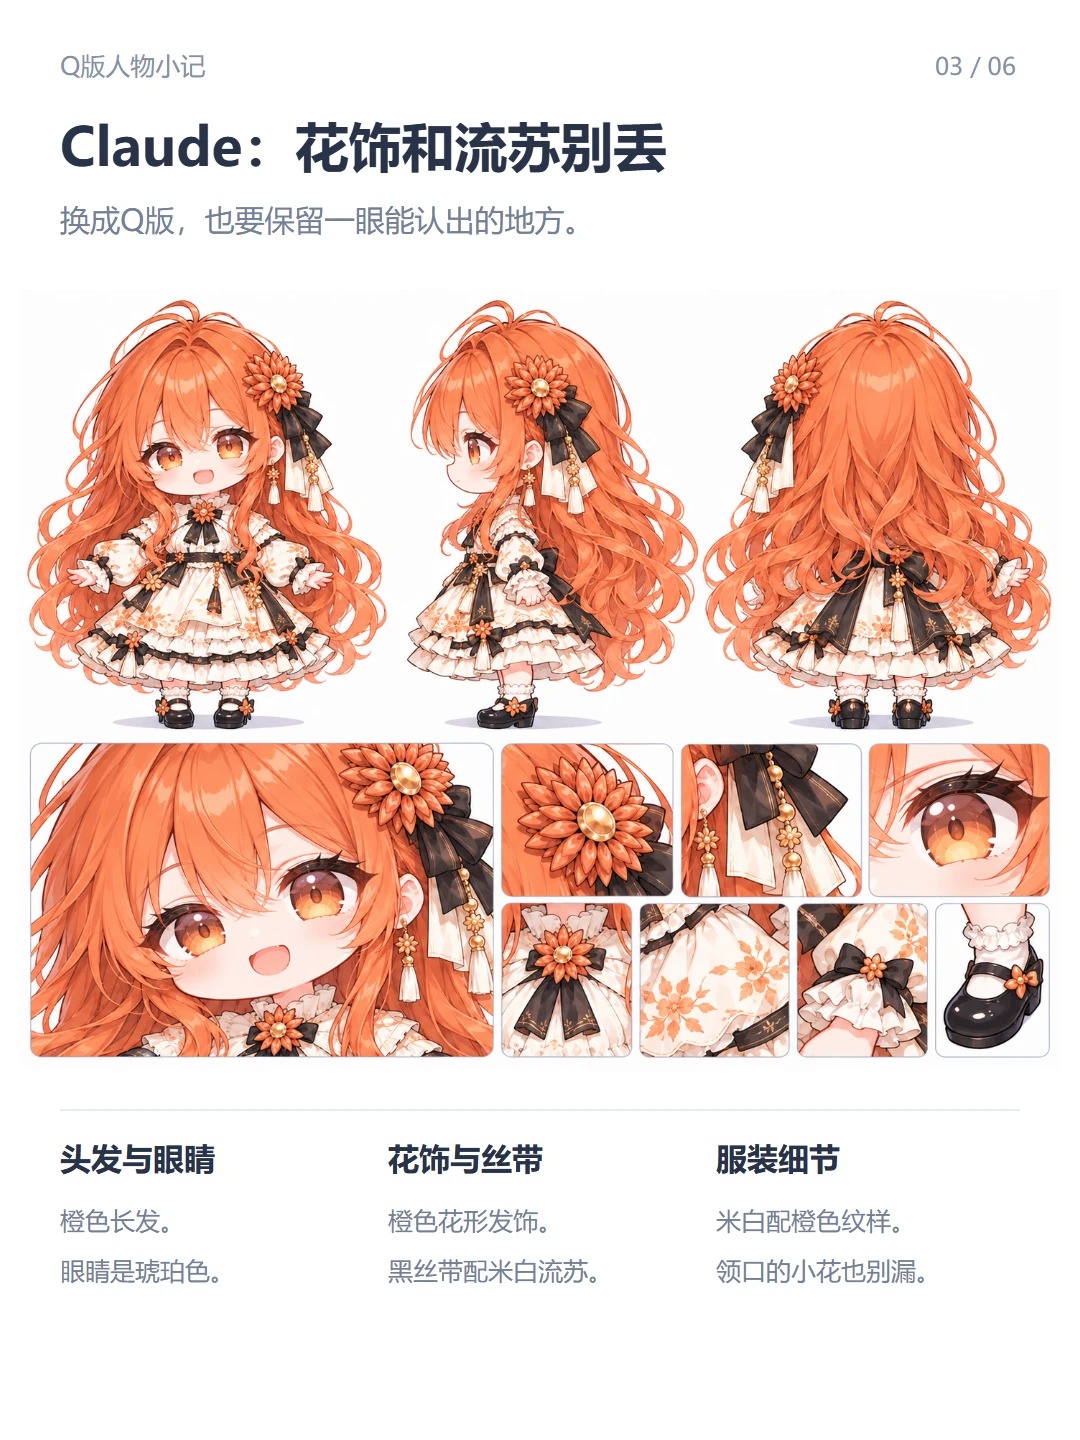 Q版人物小记
03 / 06
Claude：花饰和流苏别丢
换成Q版，也要保留一眼能认出的地方。
头发与眼睛
橙色长发。
眼睛是琥珀色。
花饰与丝带
橙色花形发饰。
黑丝带配米白流苏。
服装细节
米白配橙色纹样。
领口的小花也别漏。